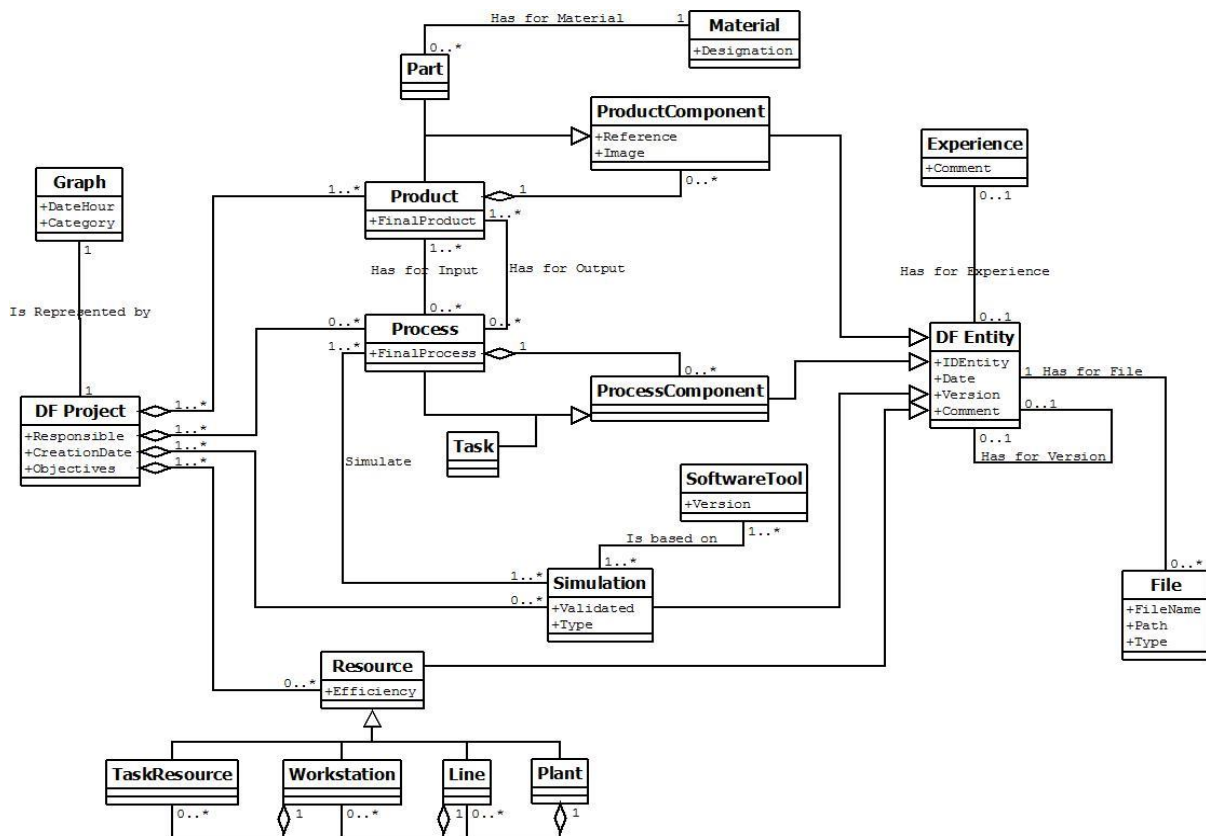 Has for Material
1
Material
+Designation
0..*
Part
ProductComponent
+Reference
+Image
0..*
Experience
+Comment
0..1
Graph
+DateHour
+Category
1
1..*
Product
1
+FinalProduct
1..*
1..*
Has for Input
Has for Output
Has for Experience
Is Represented by
0..*
0..*
0..*
Process
1..*
+FinalProcess
1
0..*
ProcessComponent
0..1
DF Entity
+IDEntity
+Date
+Version
+Comment
1 Has for File
0..1
0..1
Has for Version
1
DF Project
+Responsible
+CreationDate
+Objectives
1..*
1..*
1..*
1..*
Task
Simulate
SoftwareTool
+Version
Is based on
1..*
1..*
1..*
0..*
Simulation
+Validated
+Type
0..*
File
+FileName
+Path
+Type
0..*
Resource
+Efficiency
TaskResource
Workstation
Line
Plant
0..*
1
0..*
1
0..*
1